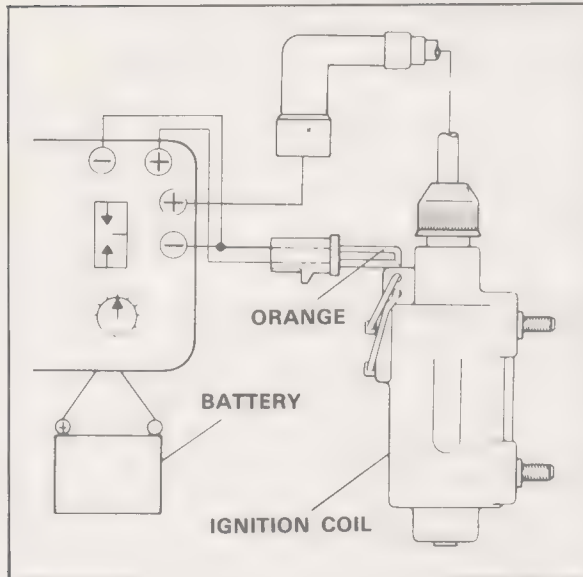 − +
+
−
ORANGE
BATTERY
+
IGNITION COIL